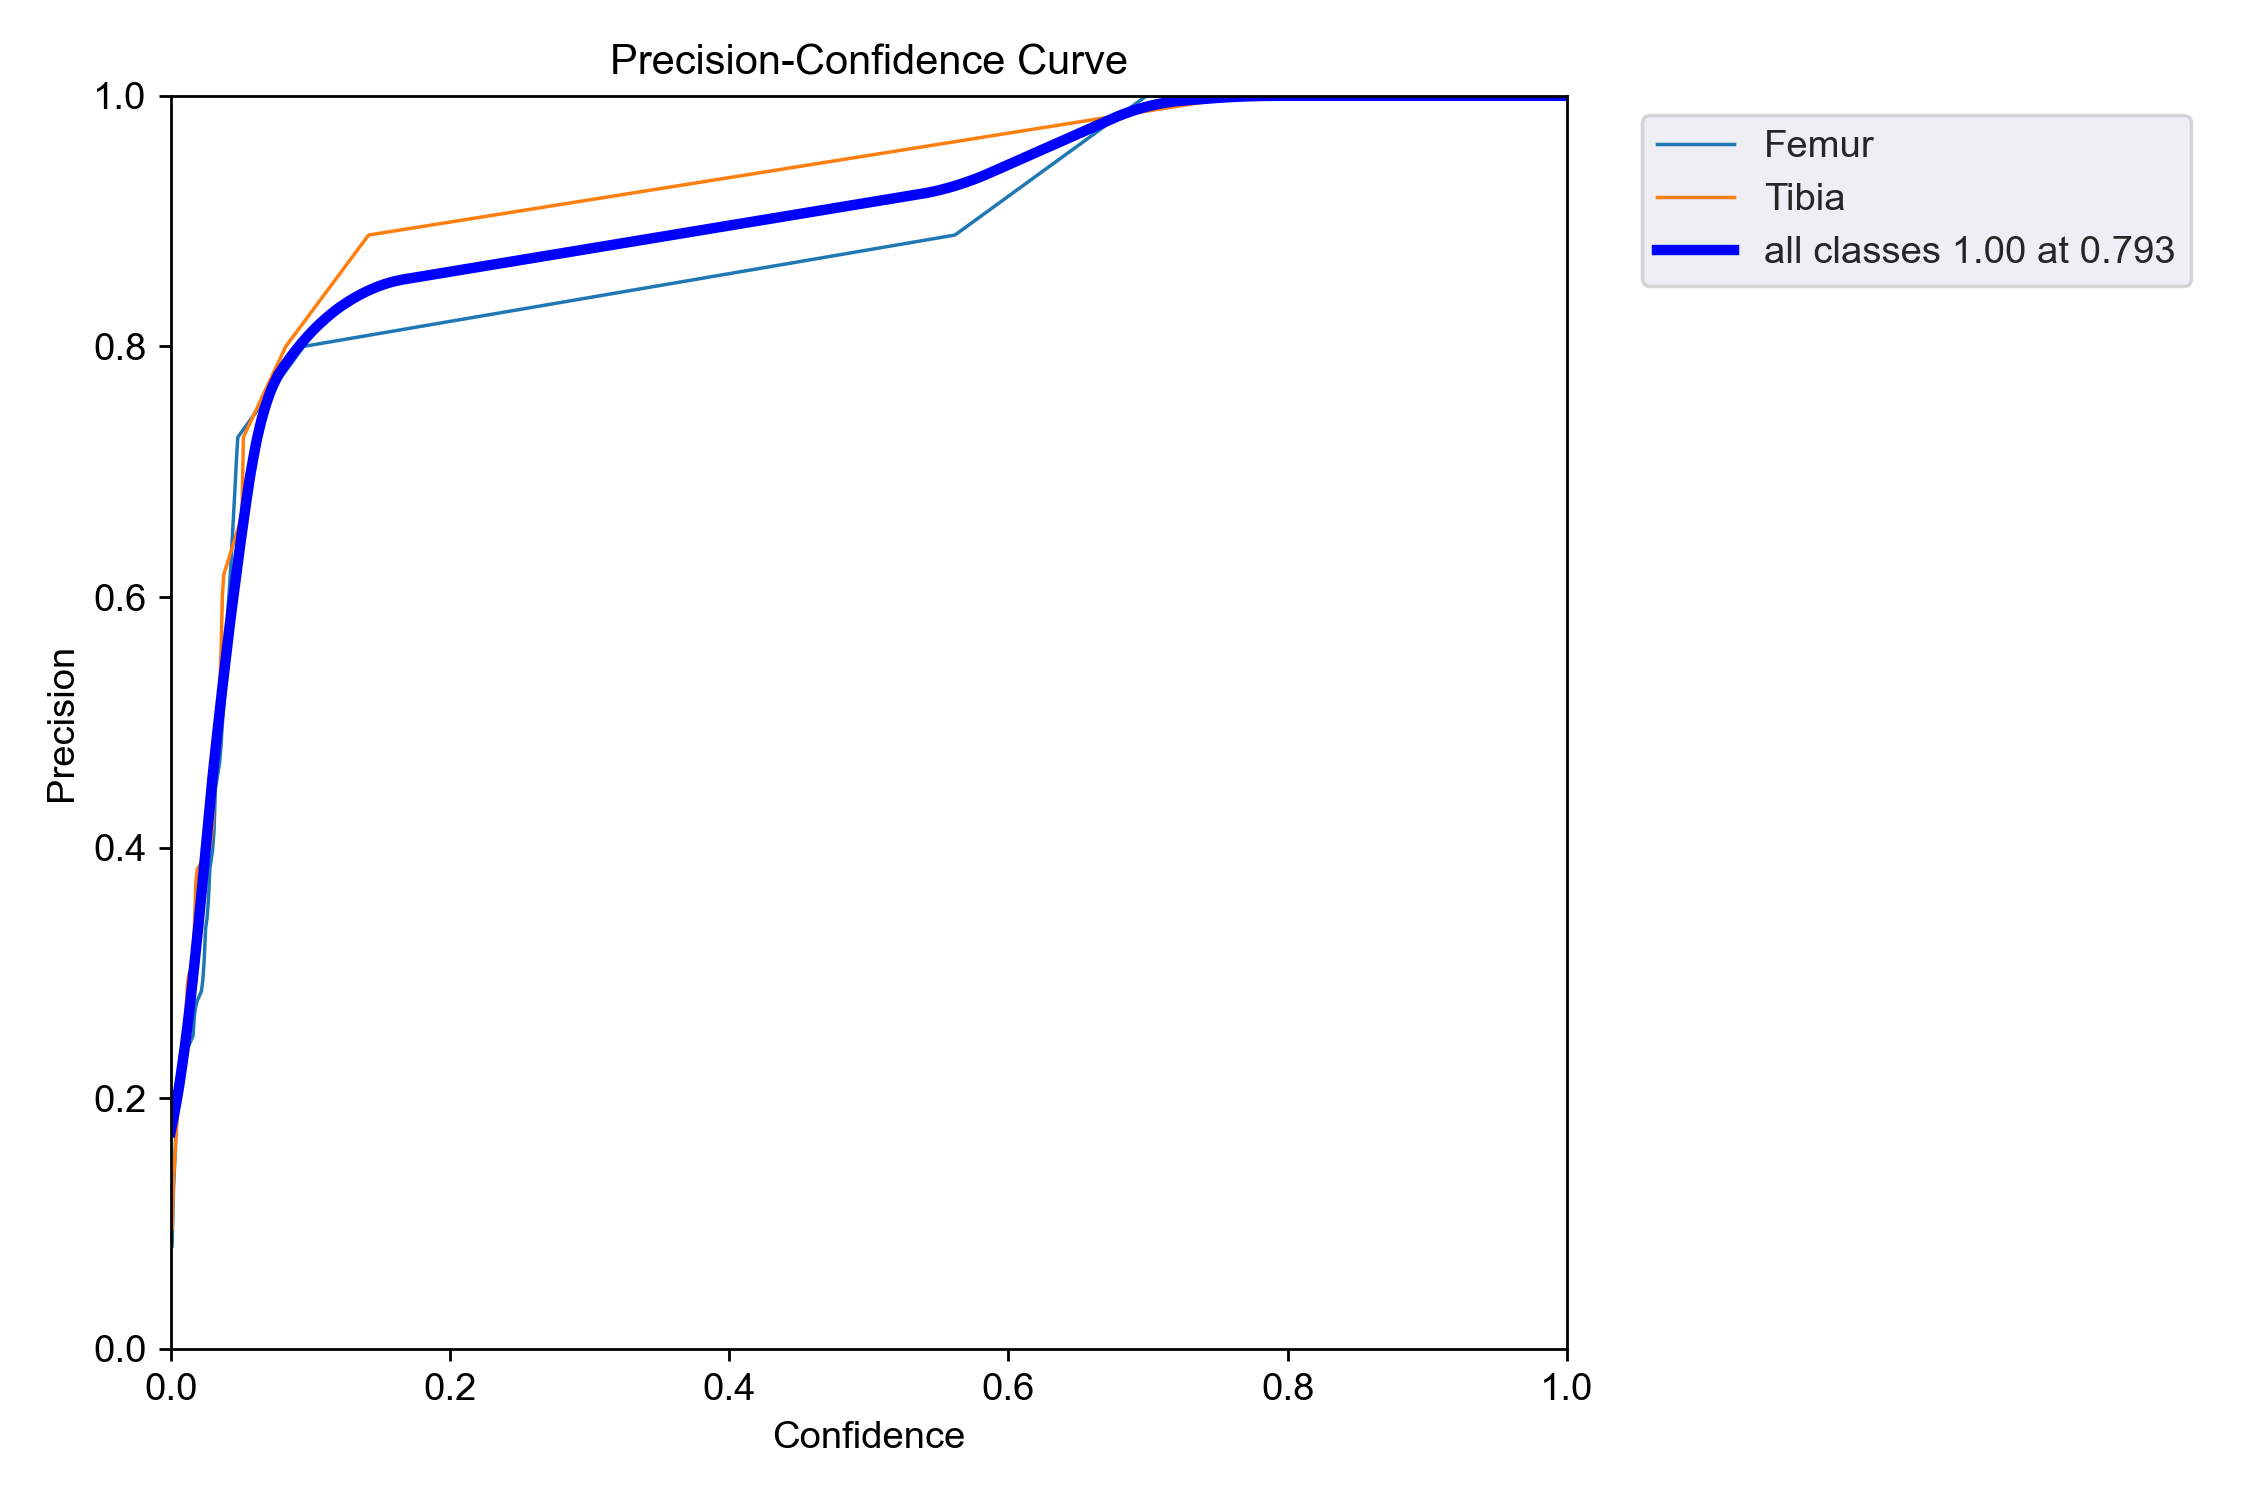 Precision-Confidence Curve
1.0
0.8
0.6
0.4
0.2
0.0
Precision
0.0 0.2 0.4 0.6 0.8 1.0
Confidence
Femur
Tibia
all classes 1.00 at 0.793